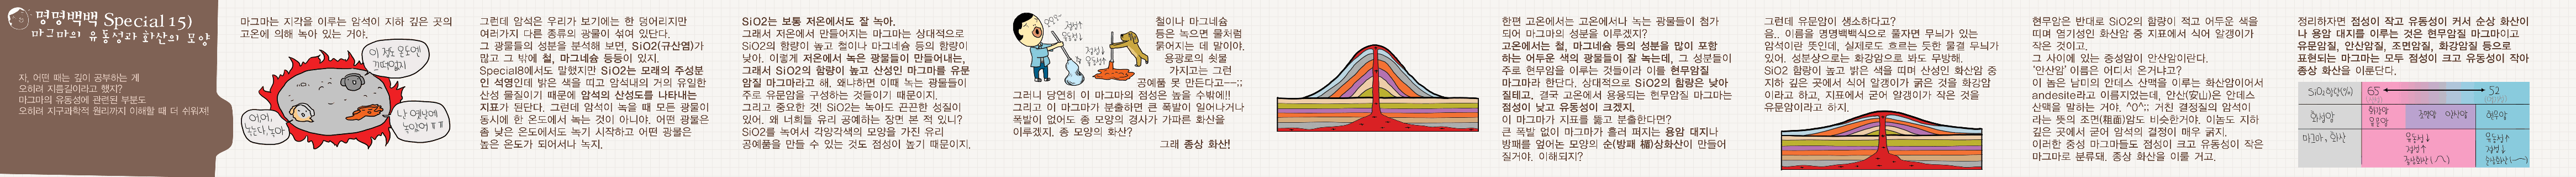 명명백백 Special 15)
마그마의 유동성과 화산의 모양
자. 어떤 때는 깊이 공부하는 게
오히려 지름길이라고 했지?
마그마의 유동성에 관련된 부분도
오히려 지구과학적 원리까지 이해할 때 더 쉬워져!
마그마는 지각을 이루는 암석이 지하 깊은 곳의
고온에 의해 녹아 있는 거야.
이 정도 온도엔
끄떡없지
어어,
녹는다, 녹아
나 옛날에
녹았어 ㅠㅠ
그런데 암석은 우리가 보기에는 한 덩어리지만
여러가지 다른 종류의 광물이 섞여 있단다.
그 광물들의 성분을 분석해 보면, SiO2(규산염)가
많고 그 밖에 철, 마그네슘 등등이 있지.
Special8에서도 말했지만 SiO2는 모래의 주성분
인 석영인데 밝은 색을 띠고 암석내의 거의 유일한
산성 물질이기 때문에 암석의 산성도를 나타내는
지표가 된단다. 그런데 암석이 녹을 때 모든 광물이
동시에 한 온도에서 녹는 것이 아니야. 어떤 광물은
좀 낮은 온도에서도 녹기 시작하고 어떤 광물은
높은 온도가 되어서나 녹지.
SiO2는 보통 저온에서도 잘 녹아.
그래서 저온에서 만들어지는 마그마는 상대적으로
SiO2의 함량이 높고 철이나 마그네슘 등의 함량이
낮아. 이렇게 저온에서 녹은 광물이 만들어내는,
그래서 SiO2의 함량이 높고 산성인 마그마를 유문
암질 마그마라고 해. 왜냐하면 이때 녹는 광물들이
주로 유문암을 구성하는 것들이기 때문이지.
그리고 중요한 것! SiO2는 녹아도 끈끈한 성질이
있어. 왜 너희들 유리 공예하는 장면 본 적 있니?
SiO2를 녹여서 각양각색의 모양을 가진 유리
공예품을 만들 수 있는 것도 점성이 높기 때문이지.
점성↑
유동성↓
점성↓
유동성↑
철이나 마그네슘
등은 녹으면 물처럼
묽어지는 데 말이야.
용광로의 쇳물
가지고는 그런
공예품 못 만든다고~~;;
그러니 당연히 이 마그마의 점성은 높을 수밖에!!
그리고 이 마그마가 분출하면 큰 폭발이 일어나거나
폭발이 없어도 종 모양의 경사가 가파른 화산을
이루겠지. 종 모양의 화산?
그래 종상 화산!
한편 고온에서는 고온에서나 녹는 광물들이 첨가
되어 마그마의 성분을 이루겠지?
고온에서는 철, 마그네슘 등의 성분을 많이 포함
하는 어두운 색의 광물들이 잘 녹는데, 그 성분들이
주로 현무암을 이루는 것들이라 이를 현무암질
마그마라 한단다. 상대적으로 SiO2의 함량은 낮아
질테고. 결국 고온에서 용융되는 현무암질 마그마는
점성이 낮고 유동성이 크겠지.
이 마그마가 지표를 뚫고 분출한다면?
큰 폭발 없이 마그마가 흘러 퍼지는 용암 대지나
방패를 엎어논 모양의 순(방패 楯)상화산이 만들어
질거야. 이해되지?
그런데 유문암이 생소하다고?
음.. 이름을 명명백백식으로 풀자면 무늬가 있는
암석이란 뜻인데, 실제로도 흐르는 듯한 물결 무늬가
있어. 성분상으로는 화강암으로 봐도 무방해.
SiO2 함량이 높고 밝은 색을 띠며 산성인 화산암 중
지하 깊은 곳에서 식어 알갱이가 굵은 것을 화강암
이라고 하고, 지표에서 굳어 알갱이가 작은 것을
유문암이라고 하지.
현무암은 반대로 SiO2의 함량이 적고 어두운 색을
띠며 염기성인 화산암 중 지표에서 식어 알갱이가
작은 것이고.
그 사이에 있는 중성암이 안산암이란다.
'안산암' 이름은 어디서 온거냐고?
이 놈은 남미의 안데스 산맥을 이루는 화산암이어서
andesite라고 이름지었는데, 안산(安山)은 안데스
산맥을 말하는 거야. ^0^;; 거친 결정질의 암석이
라는 뜻의 조면(粗面)암도 비슷한거야. 이놈도 지하
깊은 곳에서 굳어 암석의 결정이 매우 굵지.
이러한 중성 마그마들도 점성이 크고 유동성이 작은
마그마로 분류돼. 종상 화산을 이룰 거고.
정리하자면 점성이 작고 유동성이 커서 순상 화산이
나 용암 대지를 이루는 것은 현무암질 마그마이고
유문암질, 안산암질, 조면암질, 화강암질 등으로
표현되는 마그마는 모두 점성이 크고 유동성이 작아
종상 화산을 이룬단다.
SiO2 함량(%) 65 52
화성암 화강암 유문암 조면암 안산암 현무암
마그마, 화산
유동성↓
점성↑
종상화산
유동성↑
점성↓
순상화산